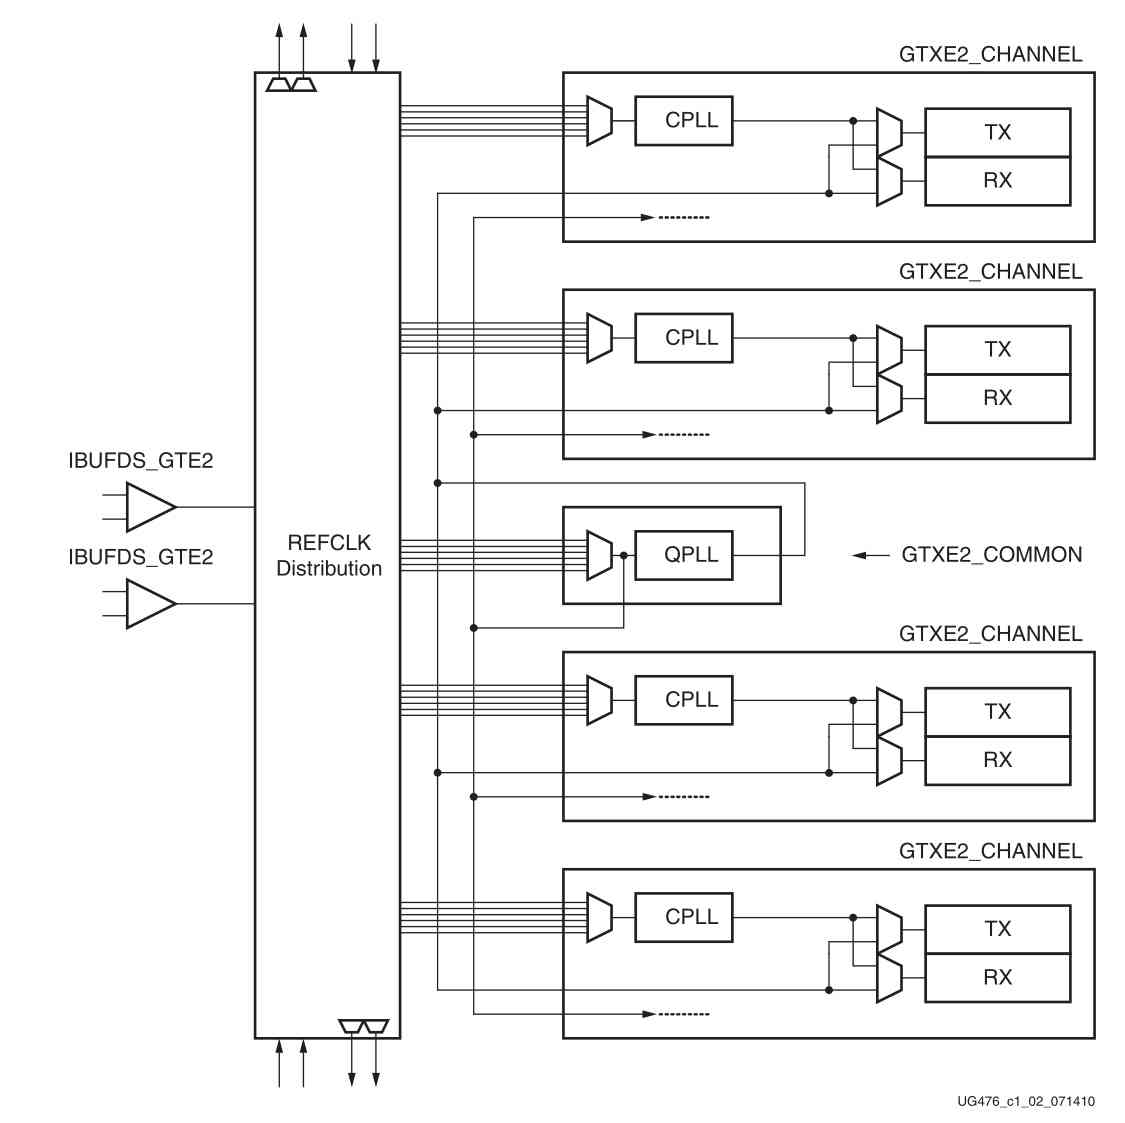 GTXE2_CHANNEL
CPLL
TX
RX
GTXE2_CHANNEL
CPLL
TX
RX
IBUFDS_GTE2
IBUFDS_GTE2
REFCLK
Distribution
QPLL
GTXE2_COMMON
GTXE2_CHANNEL
CPLL
TX
RX
GTXE2_CHANNEL
CPLL
TX
RX
UG476_c1_02_071410